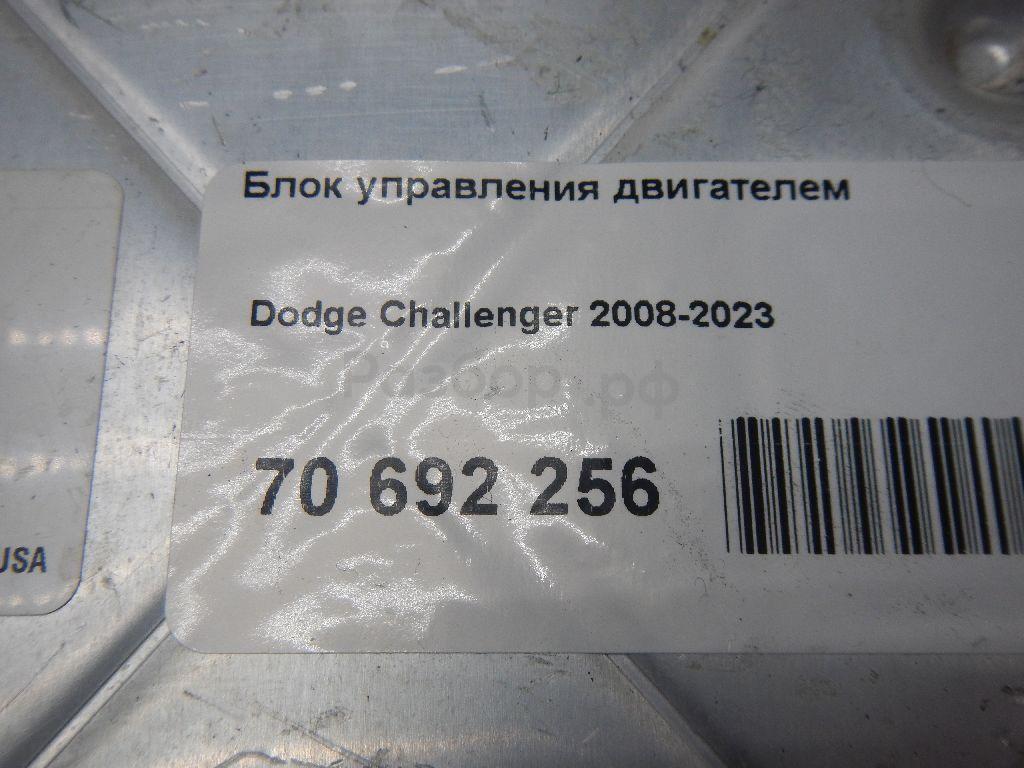 Блок управления двигателем
Dodge Challenger 2008-2023
Разбор.рф
70 692 256
USA